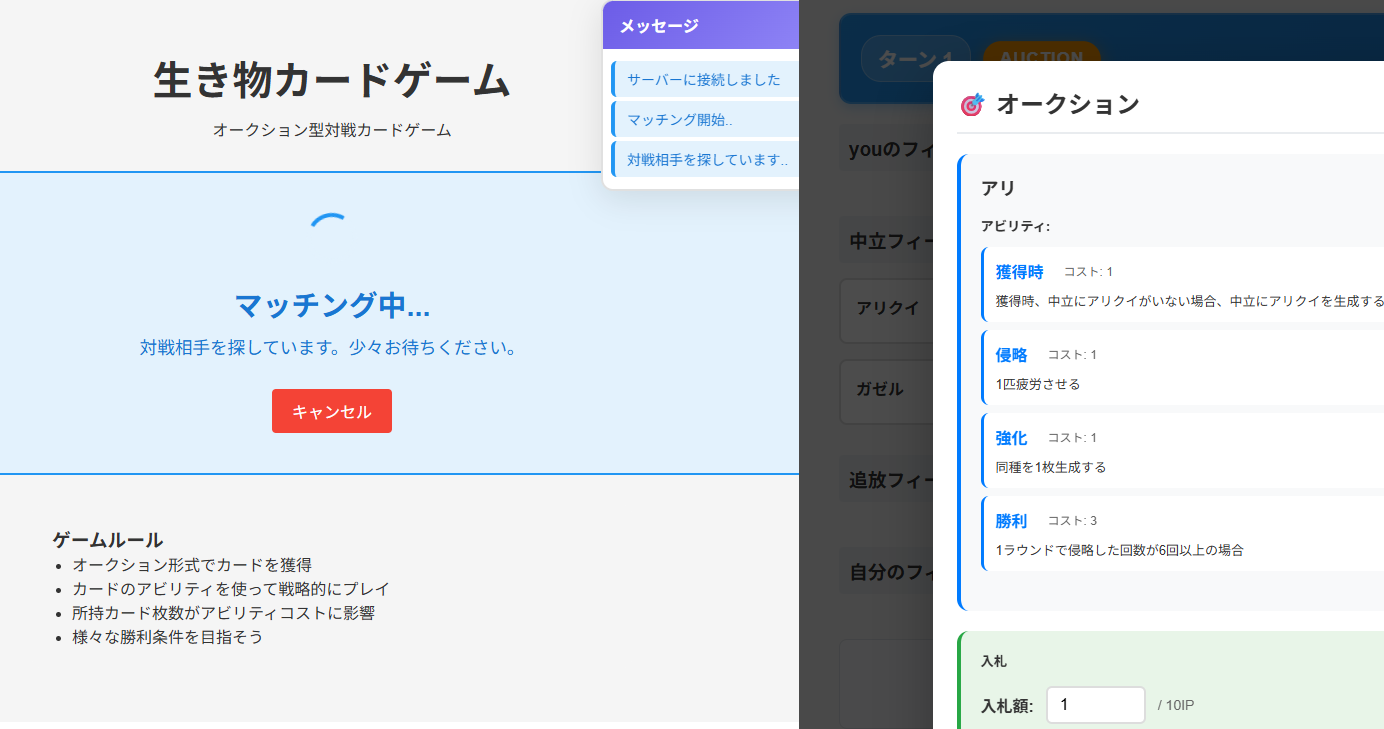 生き物カードゲーム
オークション型対戦カードゲーム
メッセージ
サーバーに接続しました
マッチング開始..
対戦相手を探しています..
マッチング中...
対戦相手を探しています。少々お待ちください。
キャンセル
ゲームルール
オークション形式でカードを獲得
カードのアビリティを使って戦略的にプレイ
所持カード枚数がアビリティコストに影響
様々な勝利条件を目指そう
ターン 1
AUCTION
youのフィ
中立フィー
アリクイ
ガゼル
追放フィー
自分のフィ
オークション
アリ
アビリティ:
獲得時 コスト: 1
獲得時、中立にアリクイがいない場合、中立にアリクイを生成する
侵略 コスト: 1
1匹疲労させる
強化 コスト: 1
同種を1枚生成する
勝利 コスト: 3
1ラウンドで侵略した回数が6回以上の場合
入札
入札額: 1 / 10IP